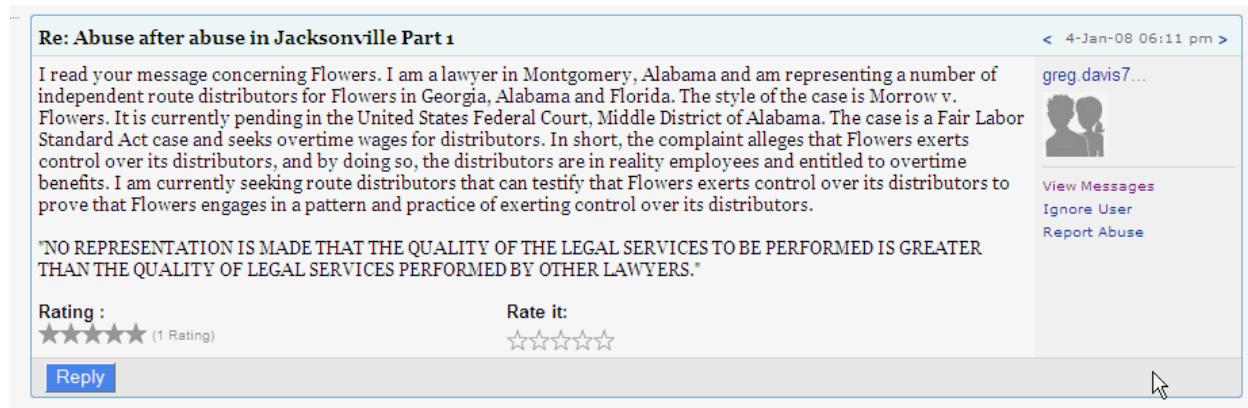 Re: Abuse after abuse in Jacksonville Part 1
< 4-Jan-08 06:11 pm >
I read your message concerning Flowers. I am a lawyer in Montgomery, Alabama and am representing a number of
independent route distributors for Flowers in Georgia, Alabama and Florida. The style of the case is Morrow v.
Flowers. It is currently pending in the United States Federal Court, Middle District of Alabama. The case is a Fair Labor
Standard Act case and seeks overtime wages for distributors. In short, the complaint alleges that Flowers exerts
control over its distributors, and by doing so, the distributors are in reality employees and entitled to overtime
benefits. I am currently seeking route distributors that can testify that Flowers exerts control over its distributors to
prove that Flowers engages in a pattern and practice of exerting control over its distributors.
"NO REPRESENTATION IS MADE THAT THE QUALITY OF THE LEGAL SERVICES TO BE PERFORMED IS GREATER
THAN THE QUALITY OF LEGAL SERVICES PERFORMED BY OTHER LAWYERS."
Rating :
(1 Rating)
Rate it:
Reply
greg.davis7...
View Messages
Ignore User
Report Abuse